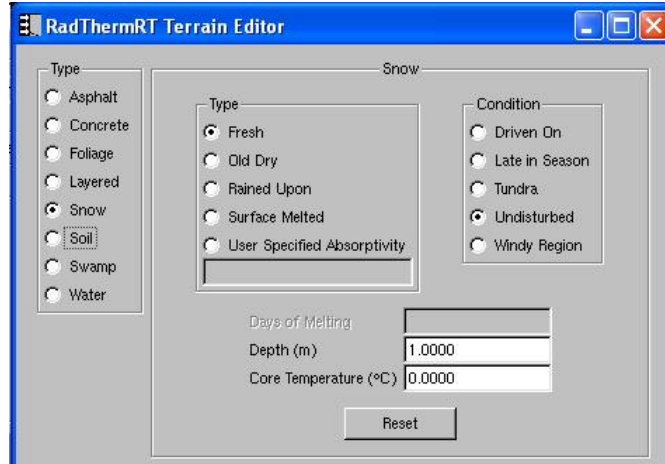 RadThermRT Terrain Editor
Type
Asphalt
Concrete
Foliage
Layered
Snow
Soil
Swamp
Water
Snow
Type
Fresh
Old Dry
Rained Upon
Surface Melted
User Specified Absorptivity
Condition
Driven On
Late in Season
Tundra
Undisturbed
Windy Region
Days of Melting
Depth (m) 1.0000
Core Temperature (ºC) 0.0000
Reset